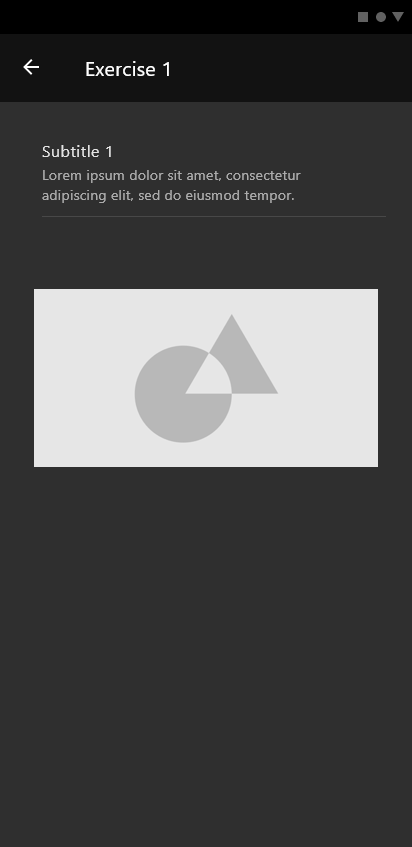 Exercise 1
Subtitle 1
Lorem ipsum dolor sit amet, consectetur
adipiscing elit, sed do eiusmod tempor.